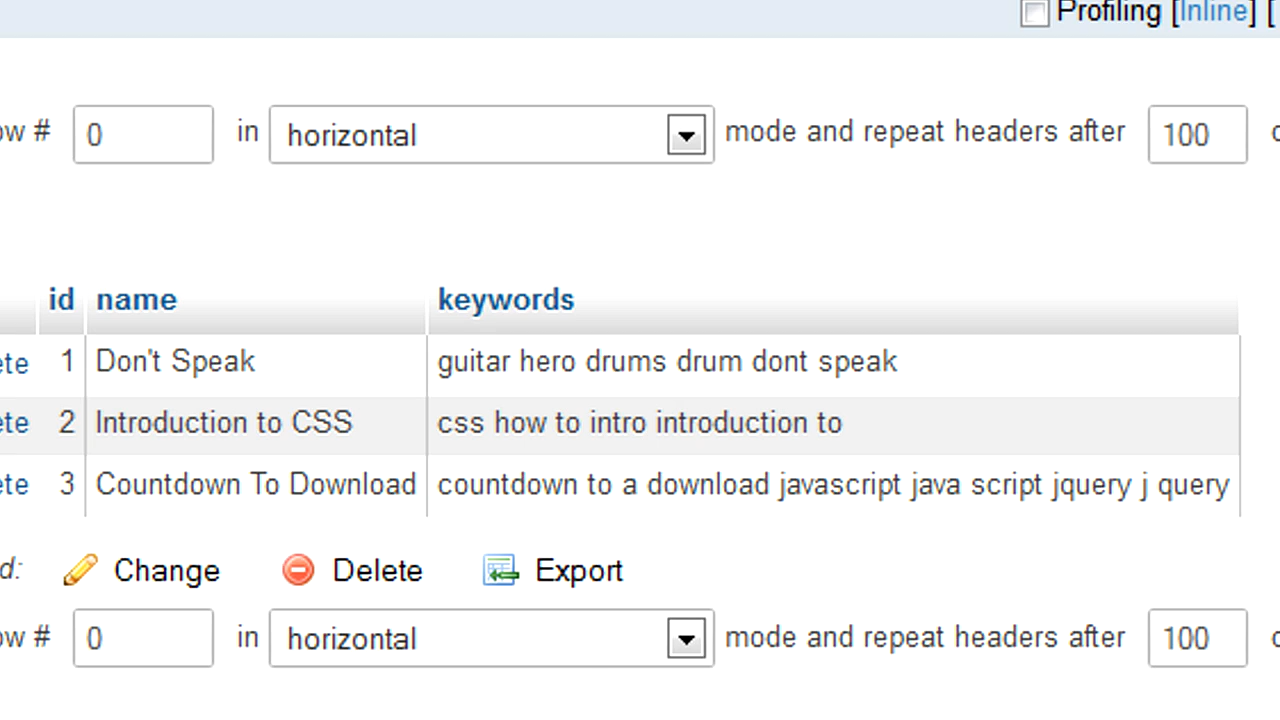 Profiling [Inline] [
ow # 0 in horizontal mode and repeat headers after 100
id name keywords
ete 1 Don't Speak guitar hero drums drum dont speak
ete 2 Introduction to CSS css how to intro introduction to
ete 3 Countdown To Download countdown to a download javascript java script jquery j query
d: Change Delete Export
ow # 0 in horizontal mode and repeat headers after 100